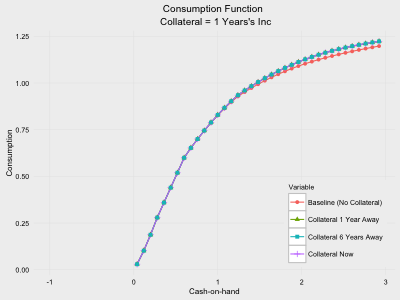 Consumption Function
Collateral = 1 Years's Inc
Consumption
1.25
1.00
0.75
0.50
0.25
0.00
-1
0
1
2
3
Cash-on-hand
Variable
Baseline (No Collateral)
Collateral 1 Year Away
Collateral 6 Years Away
Collateral Now